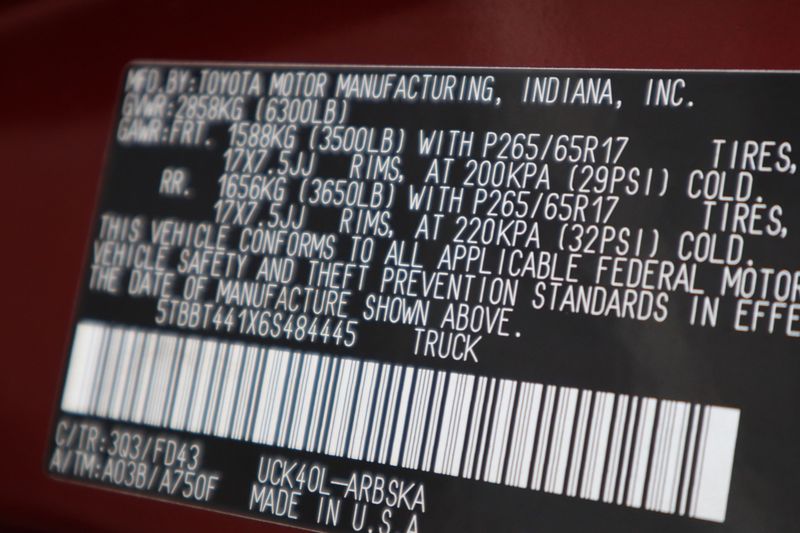 MFD.BY:TOYOTA MOTOR MANUFACTURING, INDIANA, INC.
GVWR:2858KG (6300LB)
GAWR:FRT. 1588KG (3500LB) WITH P265/65R17 TIRES,
17X7.5JJ RIMS, AT 200KPA (29PSI) COLD.
RR. 1656KG (3650LB) WITH P265/65R17 TIRES,
17X7.5JJ RIMS, AT 220KPA (32PSI) COLD.
THIS VEHICLE CONFORMS TO ALL APPLICABLE FEDERAL MOTOR
VEHICLE SAFETY AND THEFT PREVENTION STANDARDS IN EFFE
THE DATE OF MANUFACTURE SHOWN ABOVE.
5TBBT441X6S484445 TRUCK
C/TR:3Q3/FD43
A/TM:A03B/A750F
UCK40L-ARBSKA
MADE IN U.S.A